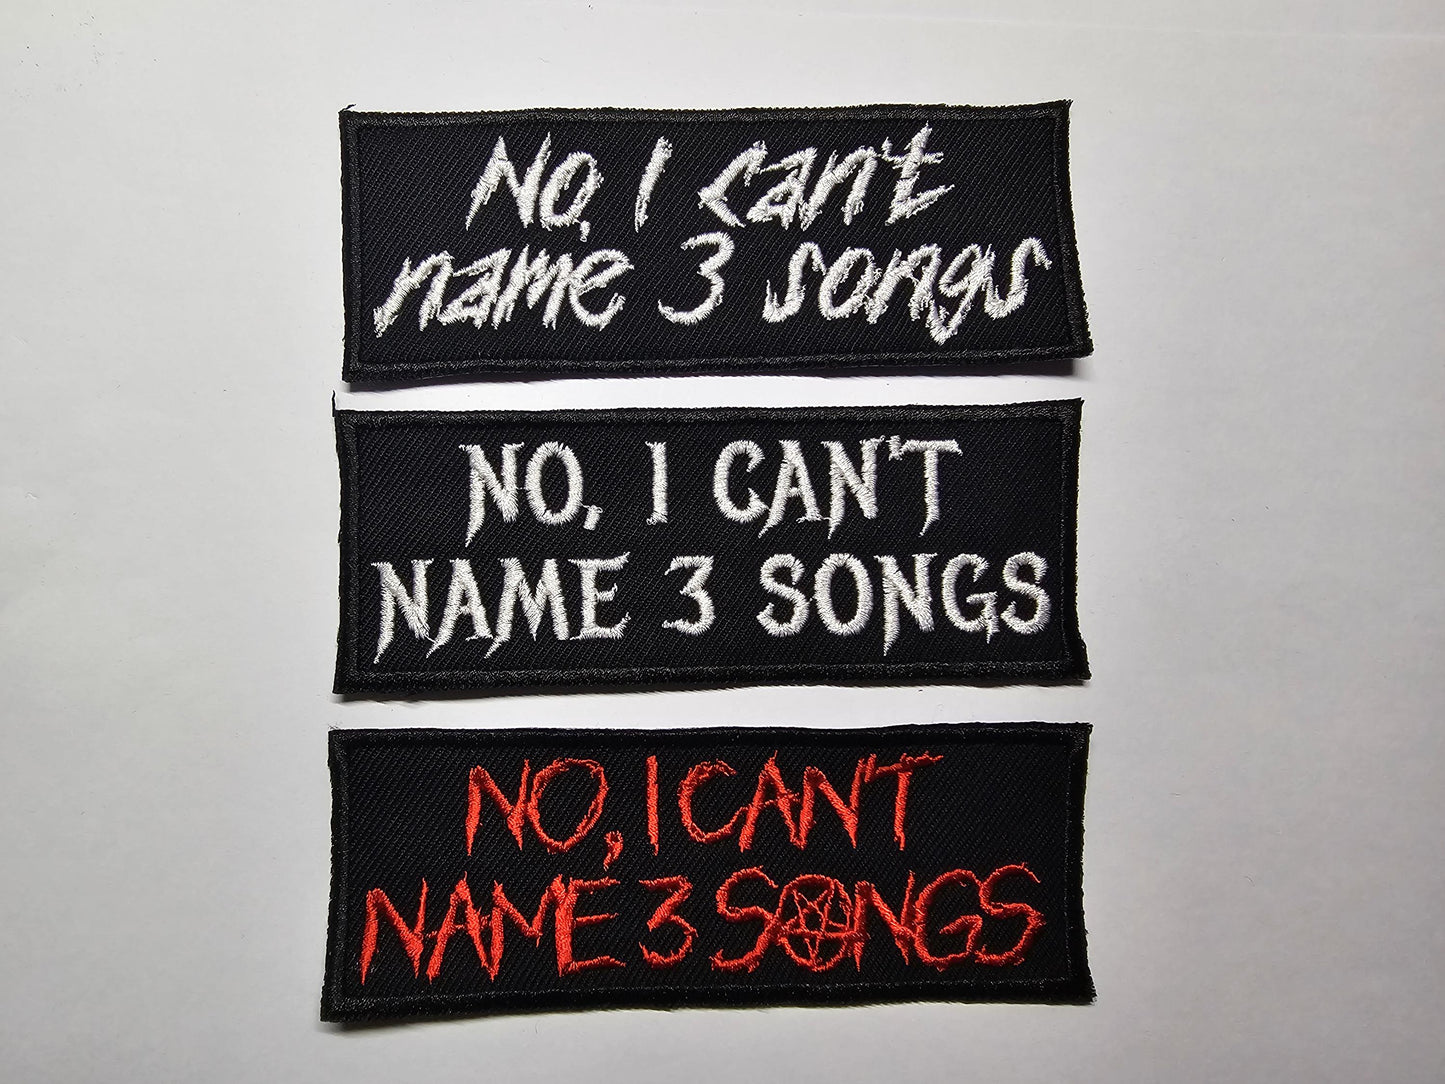 No, I can't
name 3 songs
NO, I CAN'T
NAME 3 SONGS
NO, I CAN'T
NAME 3 SONGS